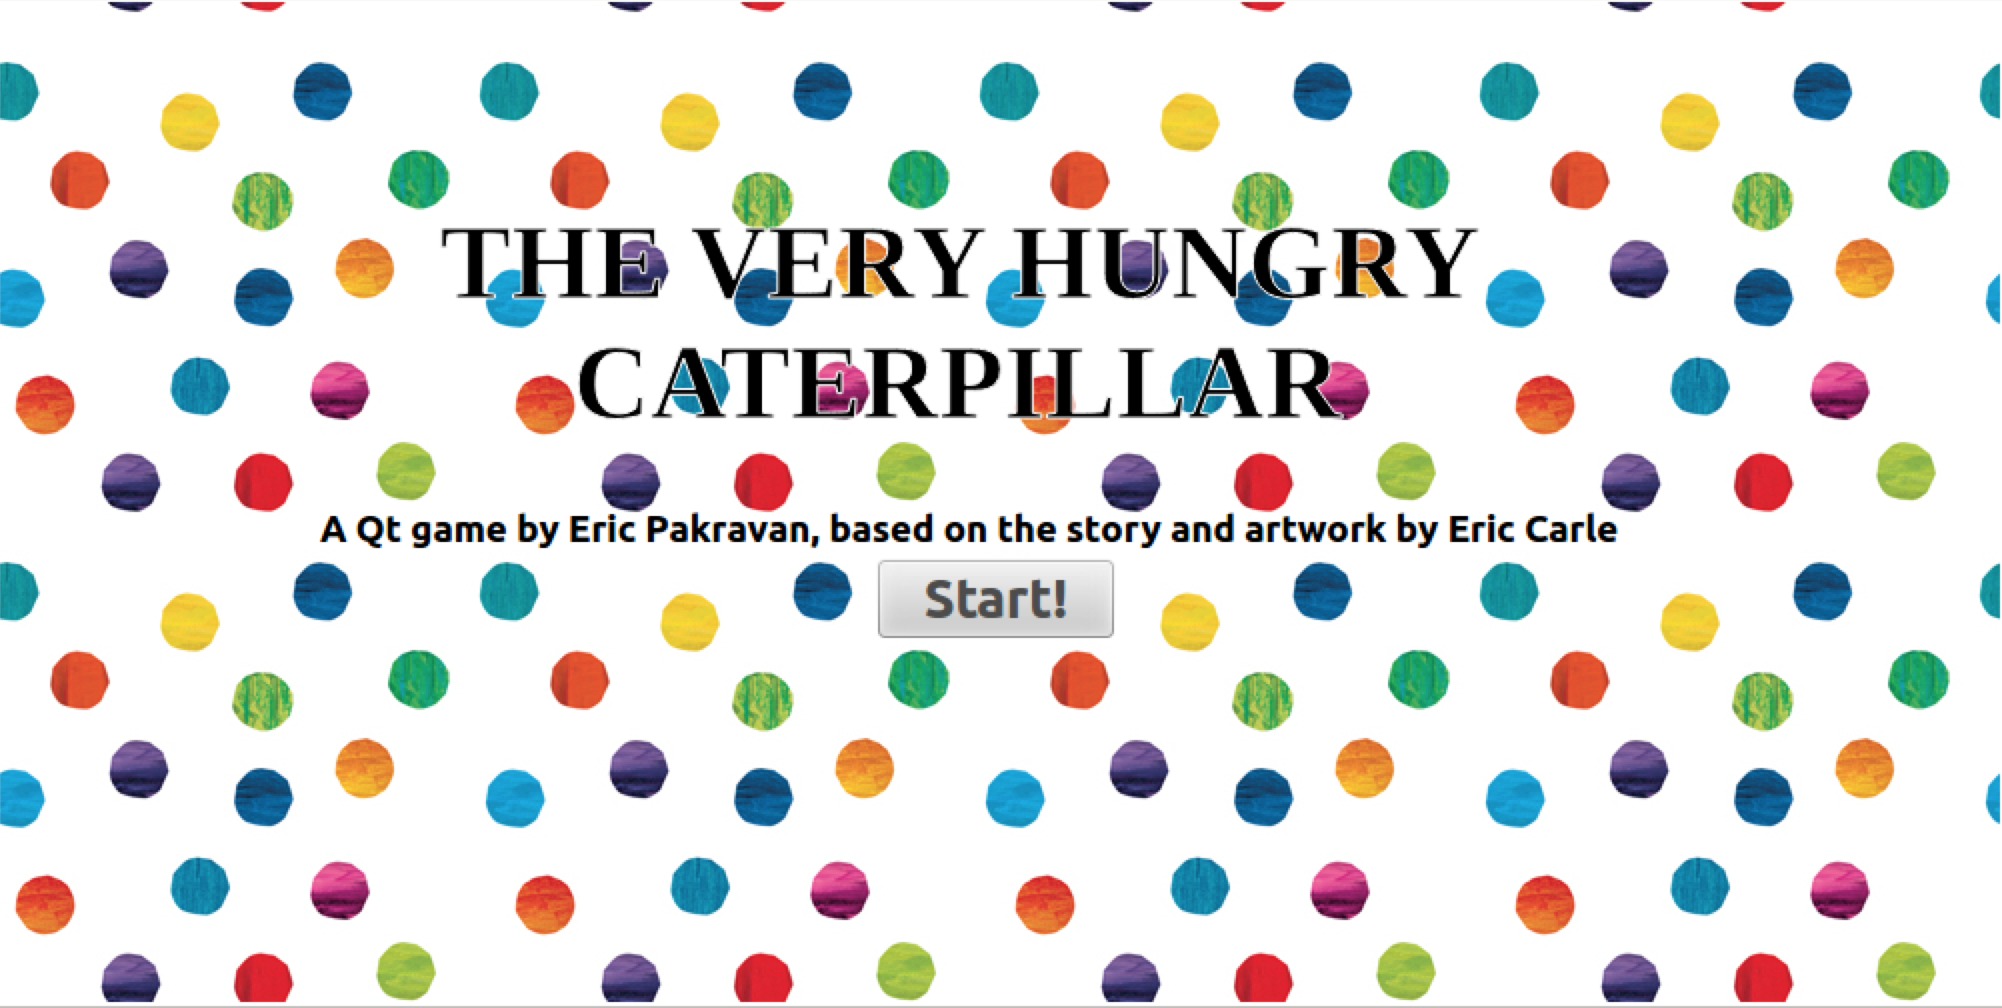 THE VERY HUNGRY
CATERPILLAR
A Qt game by Eric Pakravan, based on the story and artwork by Eric Carle
Start!